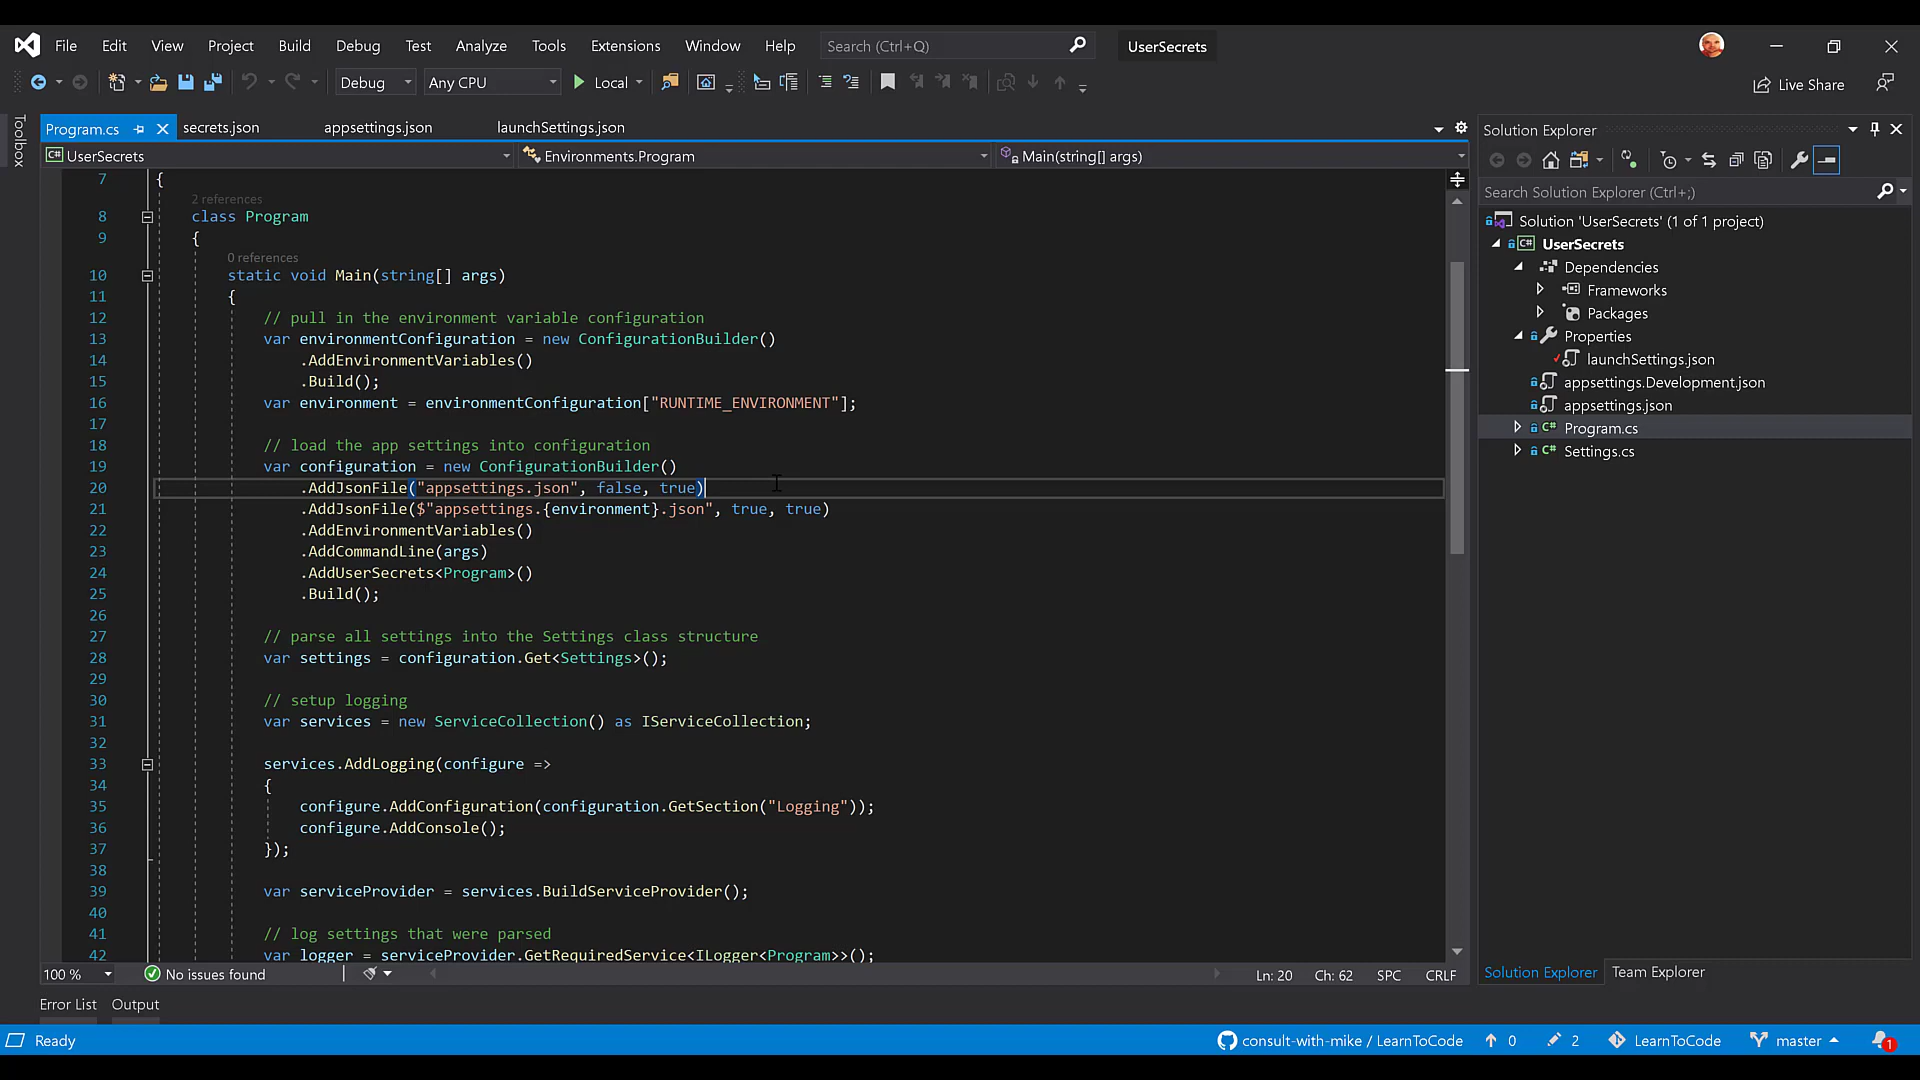 File Edit View Project Build Debug Test Analyze Tools Extensions Window Help Search (Ctrl+Q) UserSecrets
Debug Any CPU Local Live Share
Toolbox
Program.cs secrets.json appsettings.json launchSettings.json
C# UserSecrets Environments.Program Main(string[] args)
7 {
2 references
8 class Program
9 {
0 references
10 static void Main(string[] args)
11 {
12 // pull in the environment variable configuration
13 var environmentConfiguration = new ConfigurationBuilder()
14 .AddEnvironmentVariables()
15 .Build();
16 var environment = environmentConfiguration["RUNTIME_ENVIRONMENT"];
17
18 // load the app settings into configuration
19 var configuration = new ConfigurationBuilder()
20 .AddJsonFile("appsettings.json", false, true)
21 .AddJsonFile($"appsettings.{environment}.json", true, true)
22 .AddEnvironmentVariables()
23 .AddCommandLine(args)
24 .AddUserSecrets<Program>()
25 .Build();
26
27 // parse all settings into the Settings class structure
28 var settings = configuration.Get<Settings>();
29
30 // setup logging
31 var services = new ServiceCollection() as IServiceCollection;
32
33 services.AddLogging(configure =>
34 {
35 configure.AddConfiguration(configuration.GetSection("Logging"));
36 configure.AddConsole();
37 });
38
39 var serviceProvider = services.BuildServiceProvider();
40
41 // log settings that were parsed
42 var logger = serviceProvider.GetRequiredService<ILogger<Program>>();
100 % No issues found Ln: 20 Ch: 62 SPC CRLF
Solution Explorer
Search Solution Explorer (Ctrl+;)
Solution 'UserSecrets' (1 of 1 project)
C# UserSecrets
Dependencies
Frameworks
Packages
Properties
launchSettings.json
appsettings.Development.json
appsettings.json
C# Program.cs
C# Settings.cs
Solution Explorer Team Explorer
Error List Output
Ready consult-with-mike / LearnToCode 0 2 LearnToCode master 1